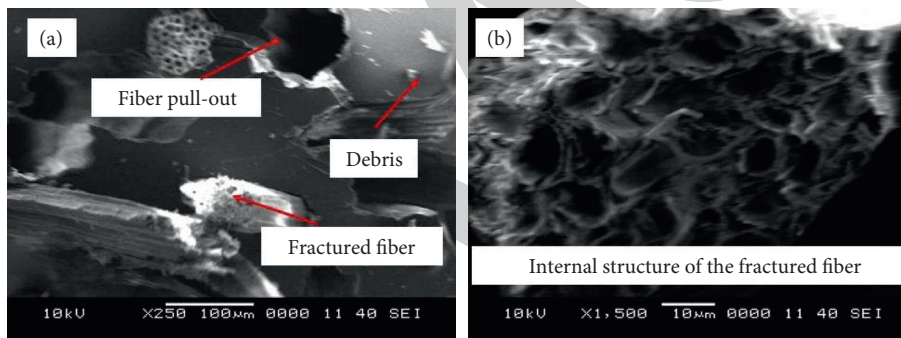 (a)
Fiber pull-out
Debris
Fractured fiber
10kV X250 100μm 0000 11 40 SEI
(b)
Internal structure of the fractured fiber
10kV X1,500 10μm 0000 11 40 SEI